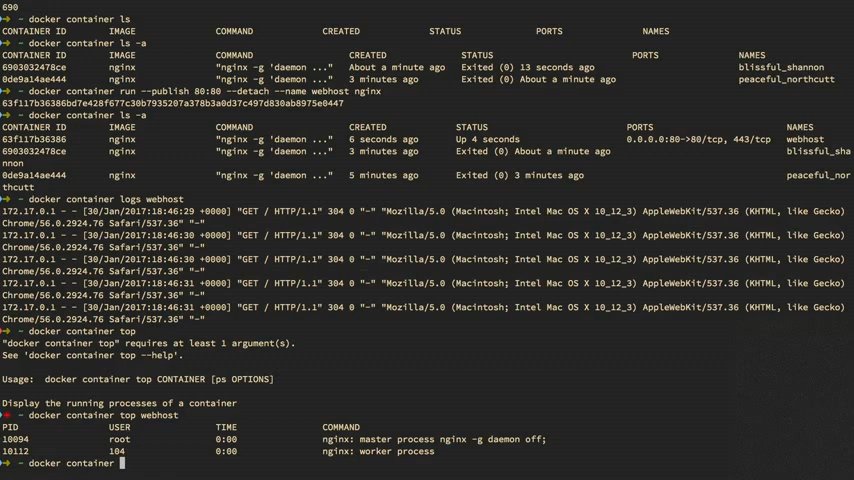 690
~ docker container ls
CONTAINER ID IMAGE COMMAND CREATED STATUS PORTS NAMES
~ docker container ls -a
CONTAINER ID IMAGE COMMAND CREATED STATUS PORTS NAMES
6903032478ce nginx "nginx -g 'daemon ..." About a minute ago Exited (0) 13 seconds ago blissful_shannon
0de9a14ae444 nginx "nginx -g 'daemon ..." 3 minutes ago Exited (0) About a minute ago peaceful_northcutt
~ docker container run --publish 80:80 --detach --name webhost nginx
63f117b36386bd7e428f677c30b7935207a378b3a0d37c497d830ab8975e0447
~ docker container ls -a
CONTAINER ID IMAGE COMMAND CREATED STATUS PORTS NAMES
63f117b36386 nginx "nginx -g 'daemon ..." 6 seconds ago Up 4 seconds 0.0.0.0:80->80/tcp, 443/tcp webhost
6903032478ce nginx "nginx -g 'daemon ..." 3 minutes ago Exited (0) About a minute ago blissful_sha
nnon
0de9a14ae444 nginx "nginx -g 'daemon ..." 5 minutes ago Exited (0) 3 minutes ago peaceful_nor
thcutt
~ docker container logs webhost
172.17.0.1 - - [30/Jan/2017:18:46:29 +0000] "GET / HTTP/1.1" 304 0 "-" "Mozilla/5.0 (Macintosh; Intel Mac OS X 10_12_3) AppleWebKit/537.36 (KHTML, like Gecko)
Chrome/56.0.2924.76 Safari/537.36" "-"
172.17.0.1 - - [30/Jan/2017:18:46:30 +0000] "GET / HTTP/1.1" 304 0 "-" "Mozilla/5.0 (Macintosh; Intel Mac OS X 10_12_3) AppleWebKit/537.36 (KHTML, like Gecko)
Chrome/56.0.2924.76 Safari/537.36" "-"
172.17.0.1 - - [30/Jan/2017:18:46:30 +0000] "GET / HTTP/1.1" 304 0 "-" "Mozilla/5.0 (Macintosh; Intel Mac OS X 10_12_3) AppleWebKit/537.36 (KHTML, like Gecko)
Chrome/56.0.2924.76 Safari/537.36" "-"
172.17.0.1 - - [30/Jan/2017:18:46:31 +0000] "GET / HTTP/1.1" 304 0 "-" "Mozilla/5.0 (Macintosh; Intel Mac OS X 10_12_3) AppleWebKit/537.36 (KHTML, like Gecko)
Chrome/56.0.2924.76 Safari/537.36" "-"
172.17.0.1 - - [30/Jan/2017:18:46:31 +0000] "GET / HTTP/1.1" 304 0 "-" "Mozilla/5.0 (Macintosh; Intel Mac OS X 10_12_3) AppleWebKit/537.36 (KHTML, like Gecko)
Chrome/56.0.2924.76 Safari/537.36" "-"
~ docker container top
"docker container top" requires at least 1 argument(s).
See 'docker container top --help'.
Usage: docker container top CONTAINER [ps OPTIONS]
Display the running processes of a container
~ docker container top webhost
PID USER TIME COMMAND
10094 root 0:00 nginx: master process nginx -g daemon off;
10112 104 0:00 nginx: worker process
~ docker container